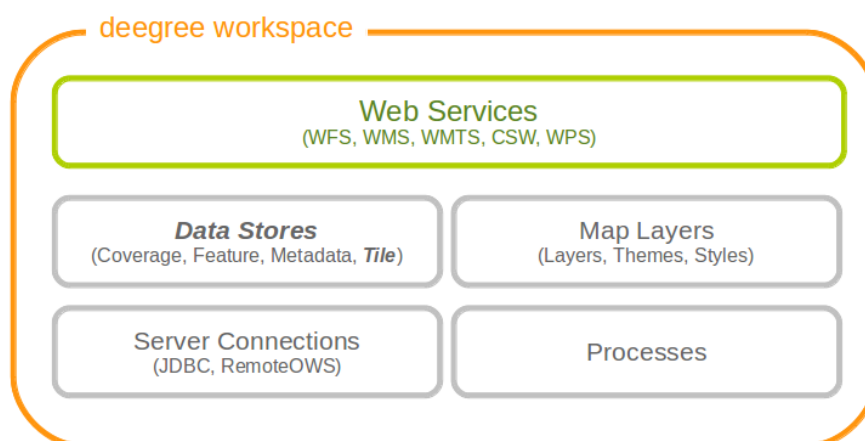 deegree workspace
Web Services
(WFS, WMS, WMTS, CSW, WPS)
Data Stores
(Coverage, Feature, Metadata, Tile)
Map Layers
(Layers, Themes, Styles)
Server Connections
(JDBC, RemoteOWS)
Processes